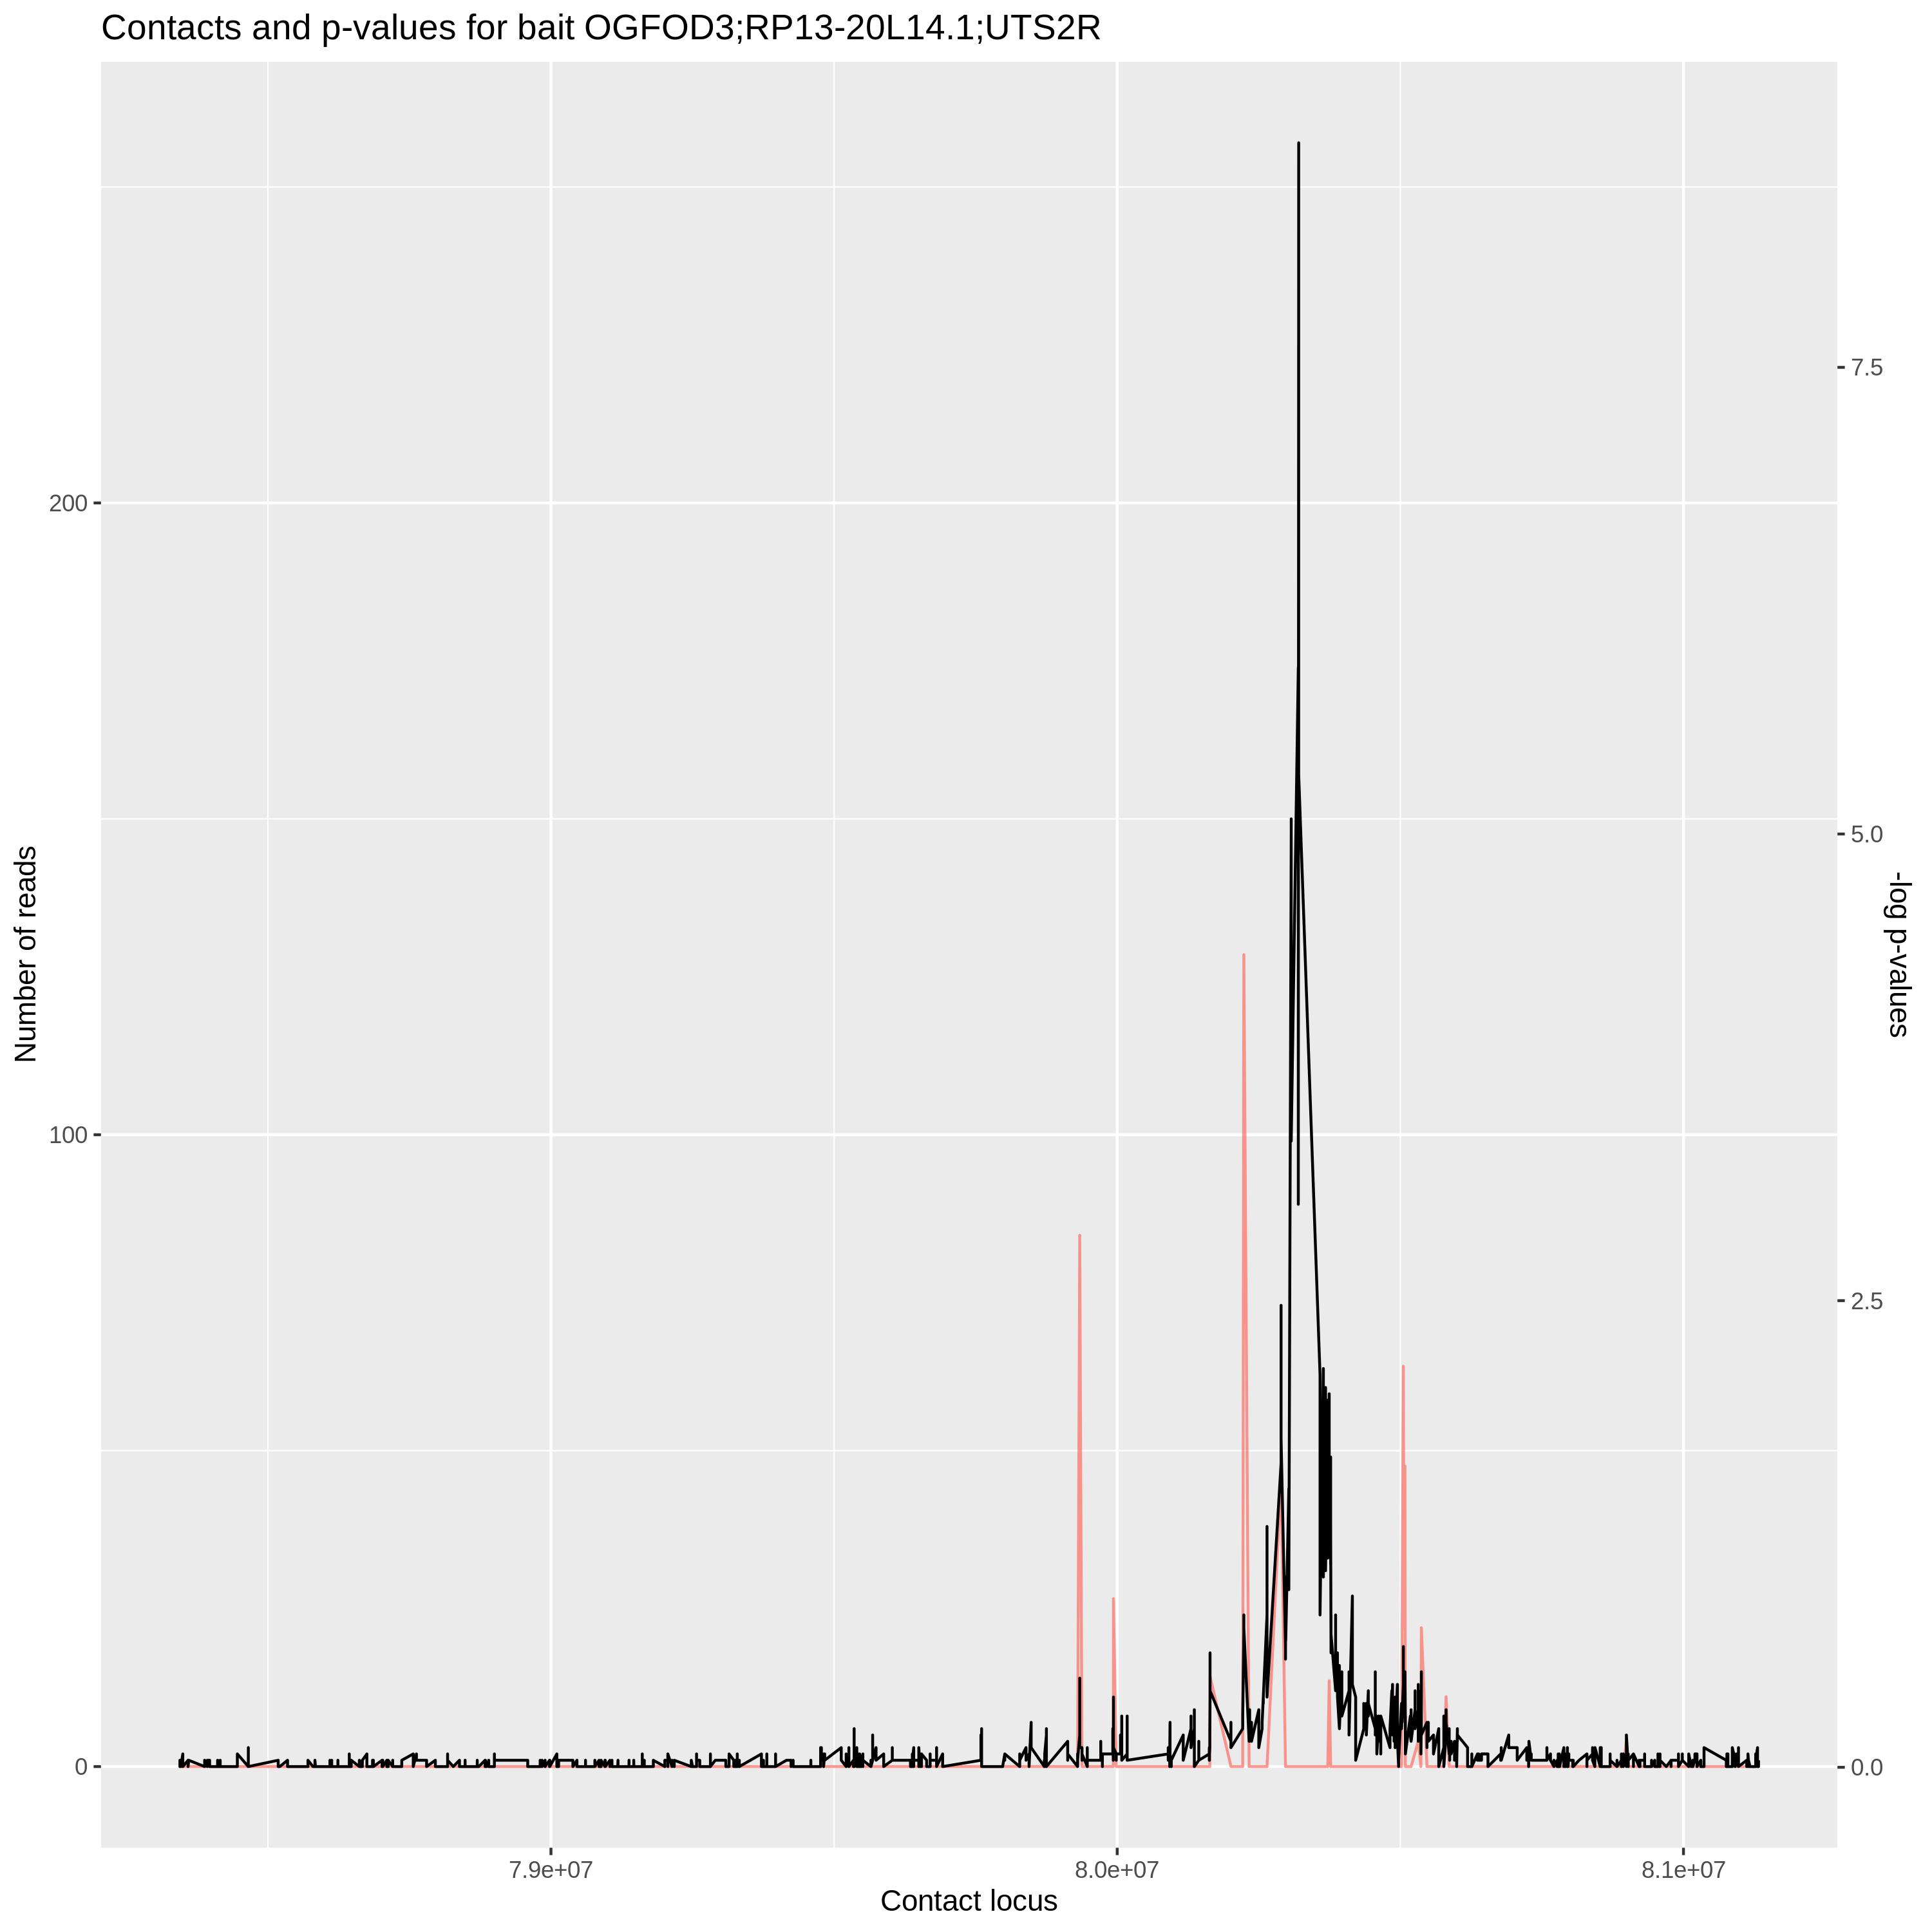 Contacts and p-values for bait OGFOD3;RP13-20L14.1;UTS2R
Number of reads
200
100
0
7.5
5.0
2.5
0.0
-log p-values
7.9e+07
8.0e+07
8.1e+07
Contact locus